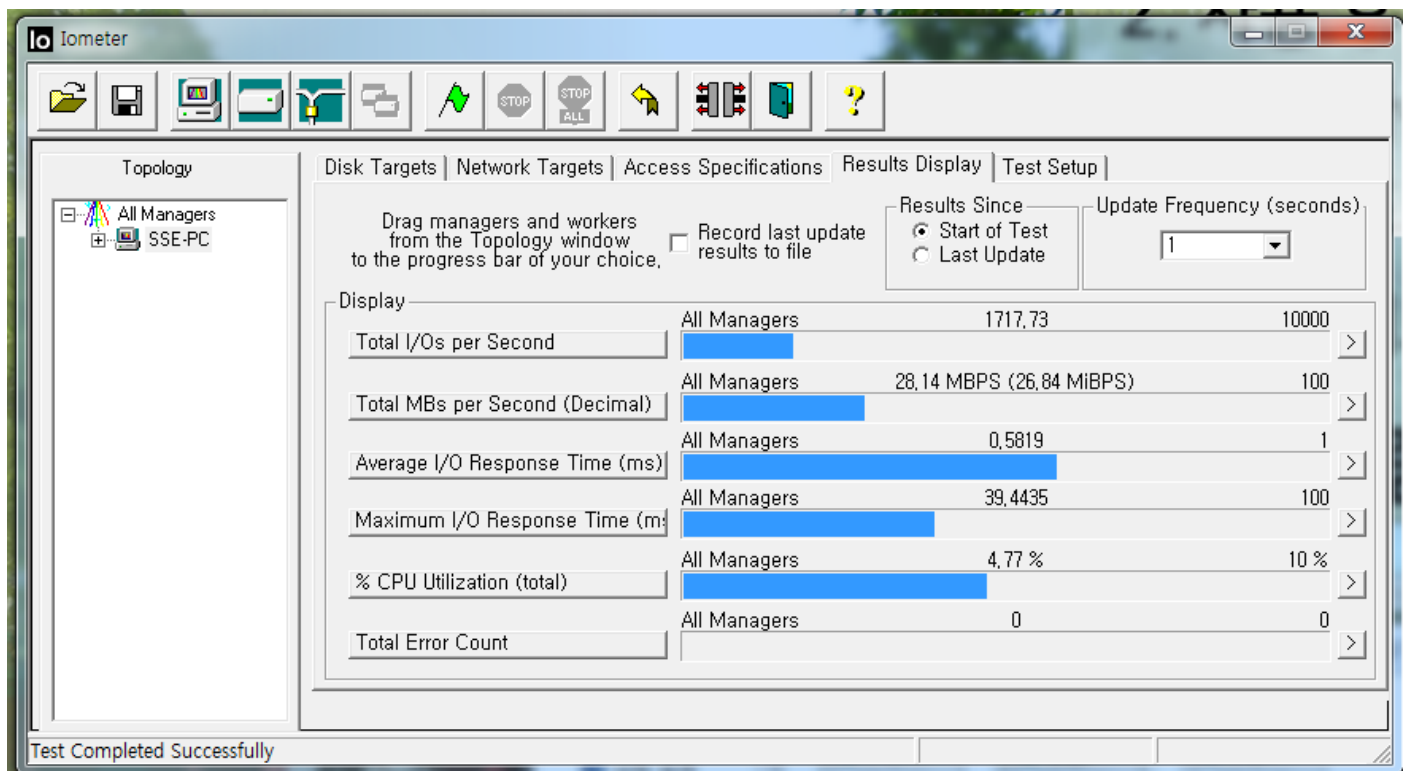 Io Iometer
STOP
STOP
ALL
?
Topology
All Managers
SSE-PC
Disk Targets Network Targets Access Specifications Results Display Test Setup
Drag managers and workers
from the Topology window
to the progress bar of your choice.
Record last update
results to file
Results Since
Start of Test
Last Update
Update Frequency (seconds)
1
Display
All Managers 1717,73 10000
Total I/Os per Second >
All Managers 28,14 MBPS (26,84 MiBPS) 100
Total MBs per Second (Decimal) >
All Managers 0,5819 1
Average I/O Response Time (ms) >
All Managers 39,4435 100
Maximum I/O Response Time (m >
All Managers 4,77 % 10 %
% CPU Utilization (total) >
All Managers 0 0
Total Error Count >
Test Completed Successfully